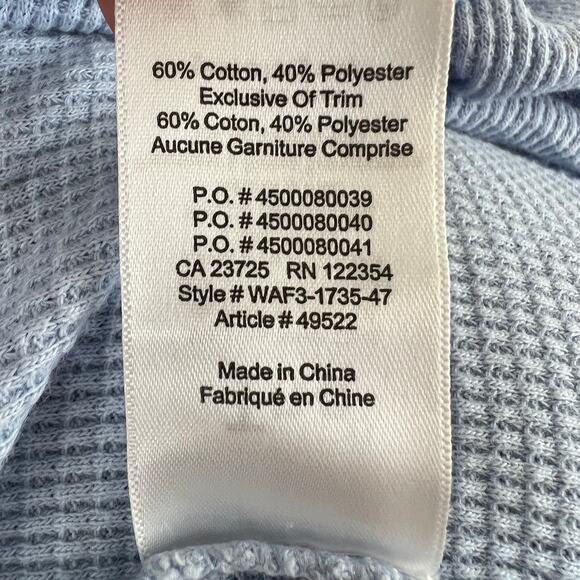 60% Cotton, 40% Polyester
Exclusive Of Trim
60% Coton, 40% Polyester
Aucune Garniture Comprise
P.O. # 4500080039
P.O. # 4500080040
P.O. # 4500080041
CA 23725 RN 122354
Style # WAF3-1735-47
Article # 49522
Made in China
Fabriqué en Chine